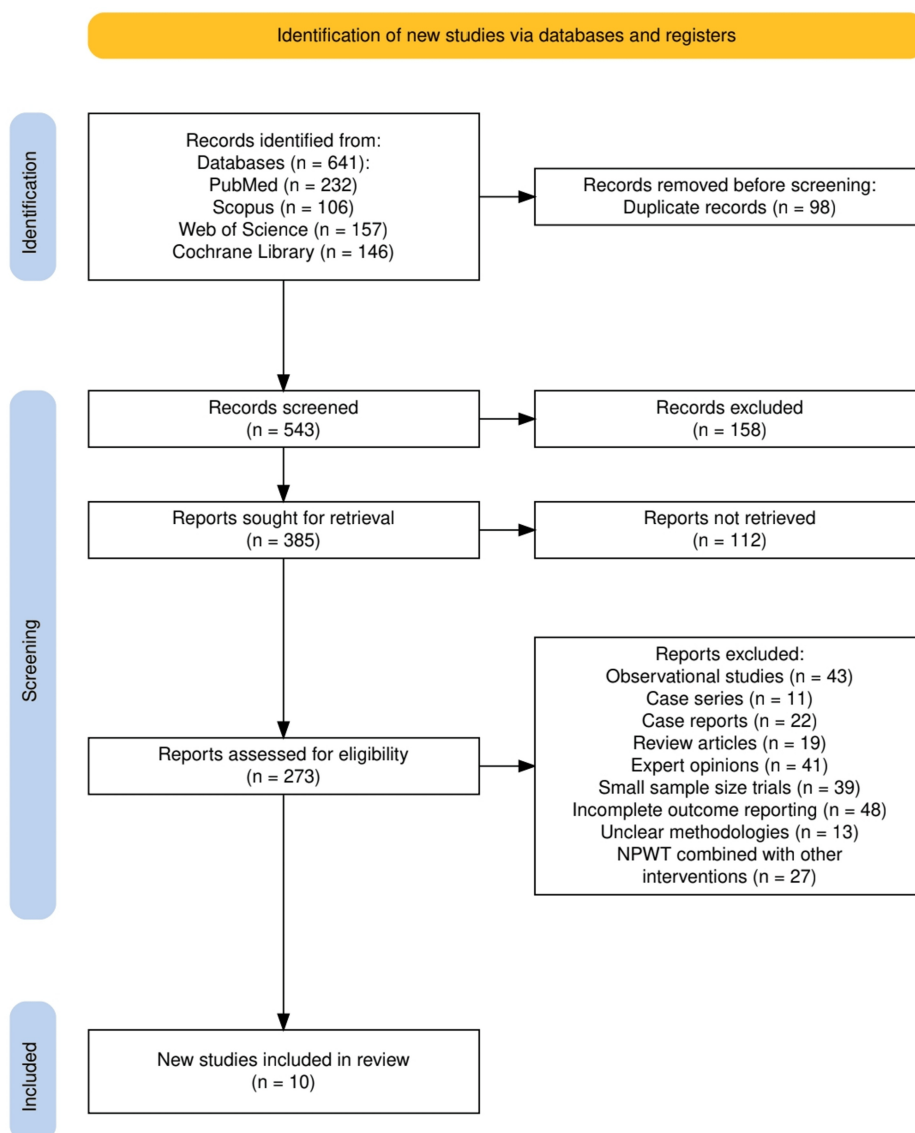 Identification of new studies via databases and registers
Identification
Records identified from:
Databases (n = 641):
PubMed (n = 232)
Scopus (n = 106)
Web of Science (n = 157)
Cochrane Library (n = 146)
Records removed before screening:
Duplicate records (n = 98)
Screening
Records screened
(n = 543)
Records excluded
(n = 158)
Reports sought for retrieval
(n = 385)
Reports not retrieved
(n = 112)
Reports assessed for eligibility
(n = 273)
Reports excluded:
Observational studies (n = 43)
Case series (n = 11)
Case reports (n = 22)
Review articles (n = 19)
Expert opinions (n = 41)
Small sample size trials (n = 39)
Incomplete outcome reporting (n = 48)
Unclear methodologies (n = 13)
NPWT combined with other
interventions (n = 27)
Included
New studies included in review
(n = 10)